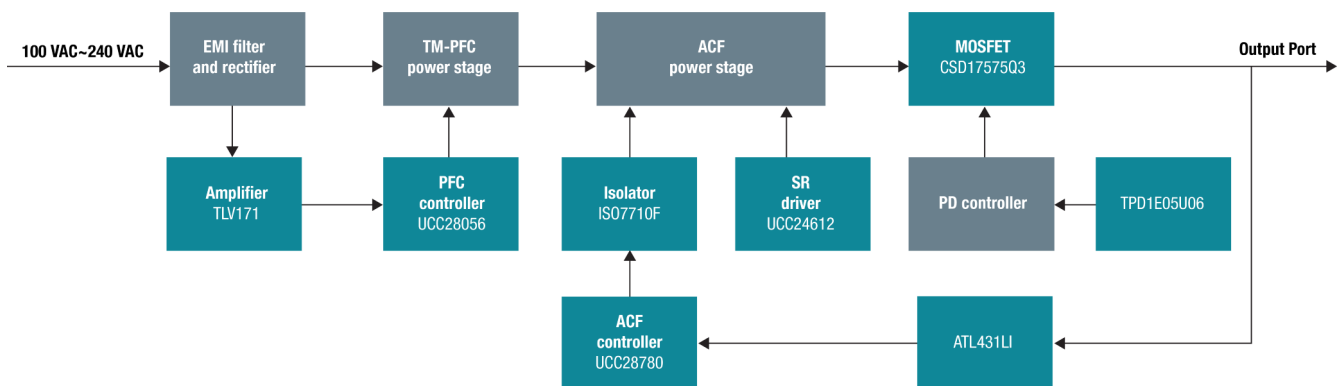 100 VAC~240 VAC
EMI filter
and rectifier
TM-PFC
power stage
ACF
power stage
MOSFET
CSD17575Q3
Output Port
Amplifier
TLV171
PFC
controller
UCC28056
Isolator
ISO7710F
SR
driver
UCC24612
PD controller
TPD1E05U06
ACF
controller
UCC28780
ATL431LI